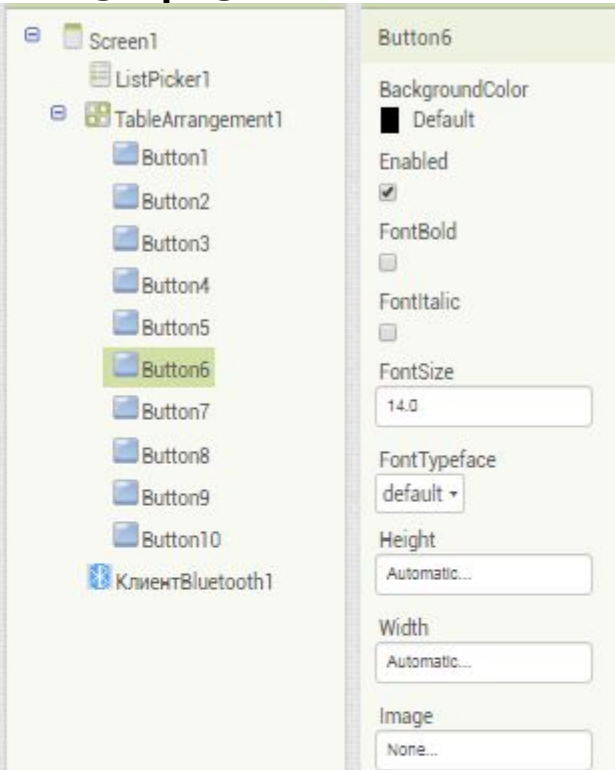 Screen1
ListPicker1
TableArrangement1
Button1
Button2
Button3
Button4
Button5
Button6
Button7
Button8
Button9
Button10
КлиентBluetooth1
Button6
BackgroundColor
Default
Enabled
FontBold
FontItalic
FontSize
14.0
FontTypeface
default
Height
Automatic...
Width
Automatic...
Image
None...